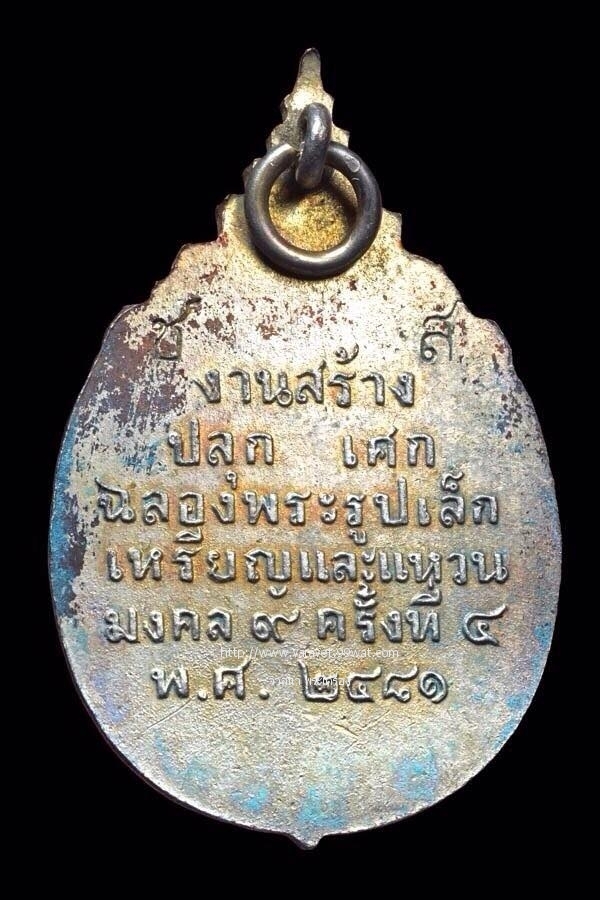 ช ส
งานสร้าง
ปลุก เศก
ฉลองพระรูปเล็ก
เหรียญและแหวน
มงคล ๙ ครั้งที่ ๔
พ.ศ. ๒๔๘๑